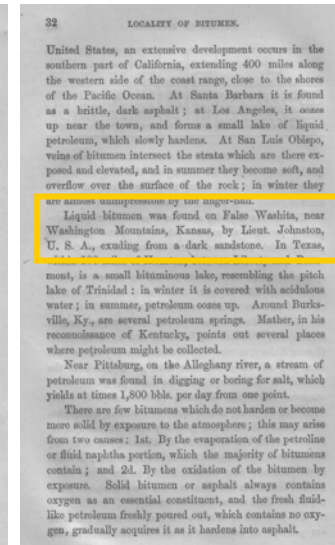 32 LOCALITY OF BITUMEN.
United States, an extensive development occurs in the
southern part of California, extending 400 miles along
the western side of the coast range, close to the shores
of the Pacific Ocean. At Santa Barbara it is found
as a brittle, dark asphalt; at Los Angeles, it oozes
up near the town, and forms a small lake of liquid
petroleum, which slowly hardens. At San Luis Obispo,
veins of bitumen intersect the strata which are there ex-
posed and elevated, and in summer they become soft, and
overflow over the surface of the rock; in winter they
are almost unimpressible by the finger-nail.
Liquid bitumen was found on False Washita, near
Washington Mountains, Kansas, by Lieut. Johnston,
U. S. A., exuding from a dark sandstone. In Texas,
mont, is a small bituminous lake, resembling the pitch
lake of Trinidad: in winter it is covered with acidulous
water; in summer, petroleum oozes up. Around Burks-
ville, Ky., are several petroleum springs. Mather, in his
reconnoissance of Kentucky, points out several places
where petroleum might be collected.
Near Pittsburg, on the Alleghany river, a stream of
petroleum was found in digging or boring for salt, which
yields at times 1,800 bbls. per day from one point.
There are few bitumens which do not harden or become
more solid by exposure to the atmosphere; this may arise
from two causes: 1st. By the evaporation of the petroline
or fluid naphtha portion, which the majority of bitumens
contain; and 2d. By the oxidation of the bitumen by
exposure. Solid bitumen or asphalt always contains
oxygen as an essential constituent, and the fresh fluid-
like petroleum freshly poured out, which contains no oxy-
gen, gradually acquires it as it hardens into asphalt.